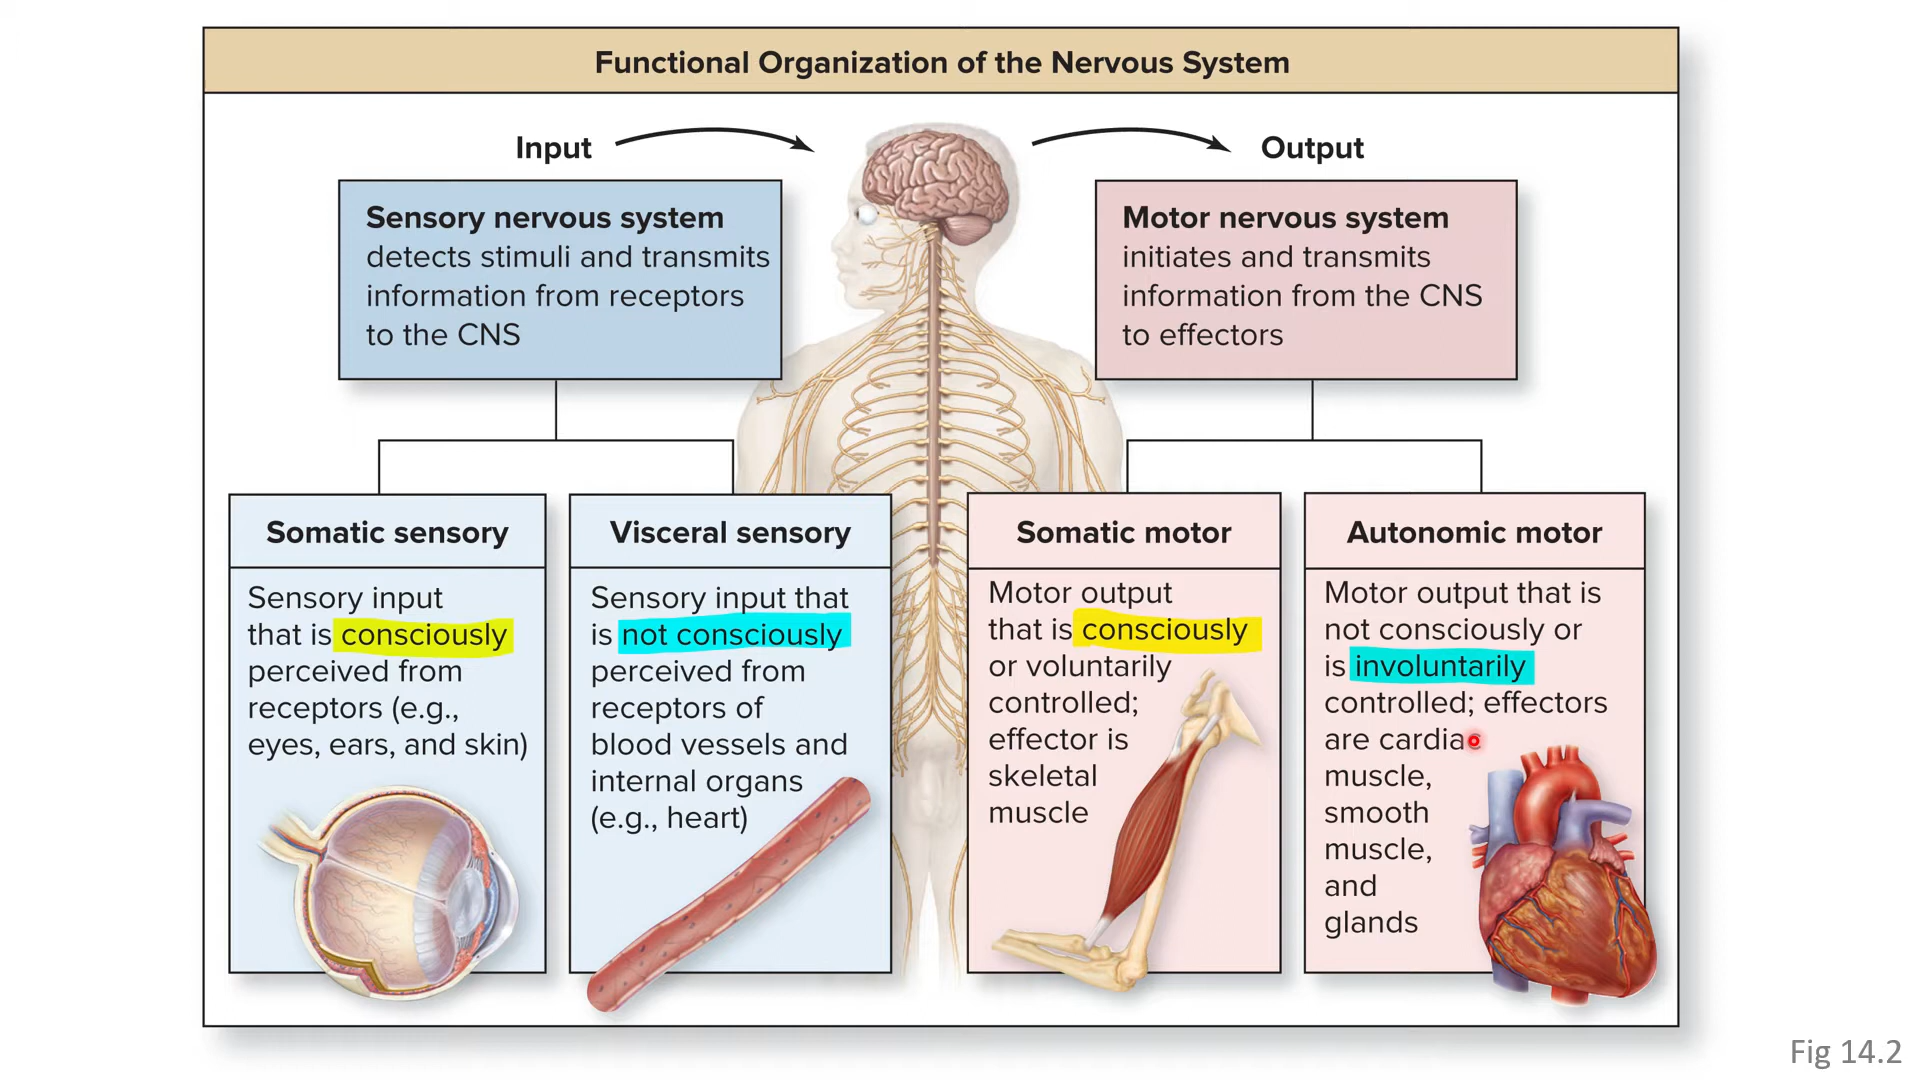 Functional Organization of the Nervous System
Input
Output
Sensory nervous system
detects stimuli and transmits
information from receptors
to the CNS
Motor nervous system
initiates and transmits
information from the CNS
to effectors
Somatic sensory
Sensory input
that is consciously
perceived from
receptors (e.g.,
eyes, ears, and skin)
Visceral sensory
Sensory input that
is not consciously
perceived from
receptors of
blood vessels and
internal organs
(e.g., heart)
Somatic motor
Motor output
that is consciously
or voluntarily
controlled;
effector is
skeletal
muscle
Autonomic motor
Motor output that is
not consciously or
is involuntarily
controlled; effectors
are cardiac
muscle,
smooth
muscle,
and
glands
Fig 14.2